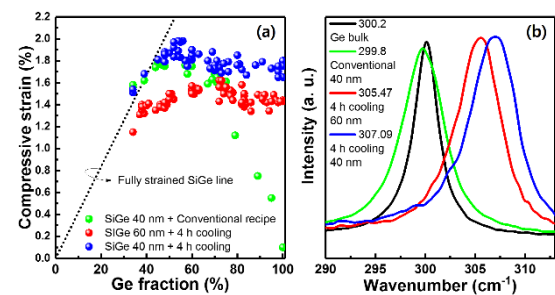 (a)
Compressive strain (%)
2.2
2.0
1.8
1.6
1.4
1.2
1.0
0.8
0.6
0.4
0.2
0.0
Fully strained SiGe line
SiGe 40 nm + Conventional recipe
SiGe 60 nm + 4 h cooling
SiGe 40 nm + 4 h cooling
0 20 40 60 80 100
Ge fraction (%)
(b)
Intensity (a. u.)
300.2
Ge bulk
299.8
Conventional
40 nm
305.47
4 h cooling
60 nm
307.09
4 h cooling
40 nm
290 295 300 305 310
Wavenumber (cm⁻¹)